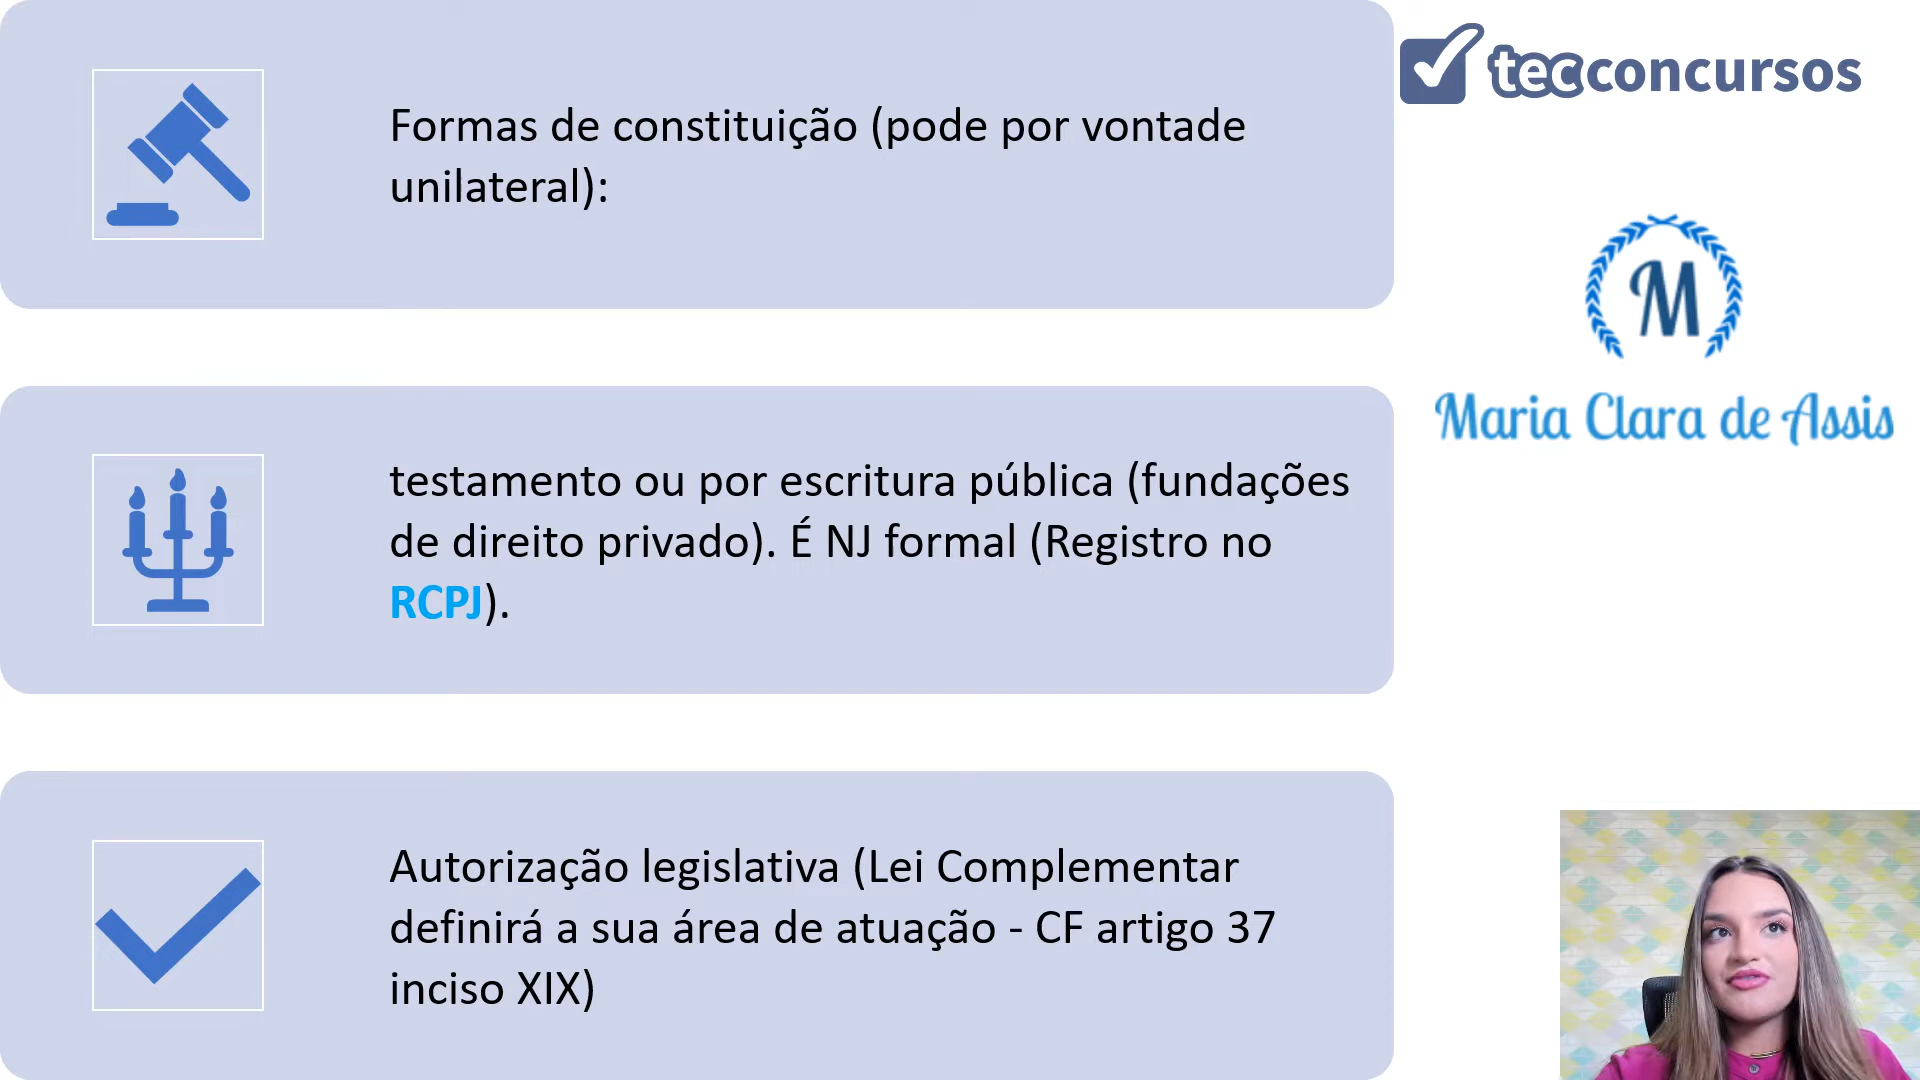 Formas de constituição (pode por vontade
unilateral):
testamento ou por escritura pública (fundações
de direito privado). É NJ formal (Registro no
RCPJ).
Autorização legislativa (Lei Complementar
definirá a sua área de atuação - CF artigo 37
inciso XIX)
tecconcursos
M
Maria Clara de Assis